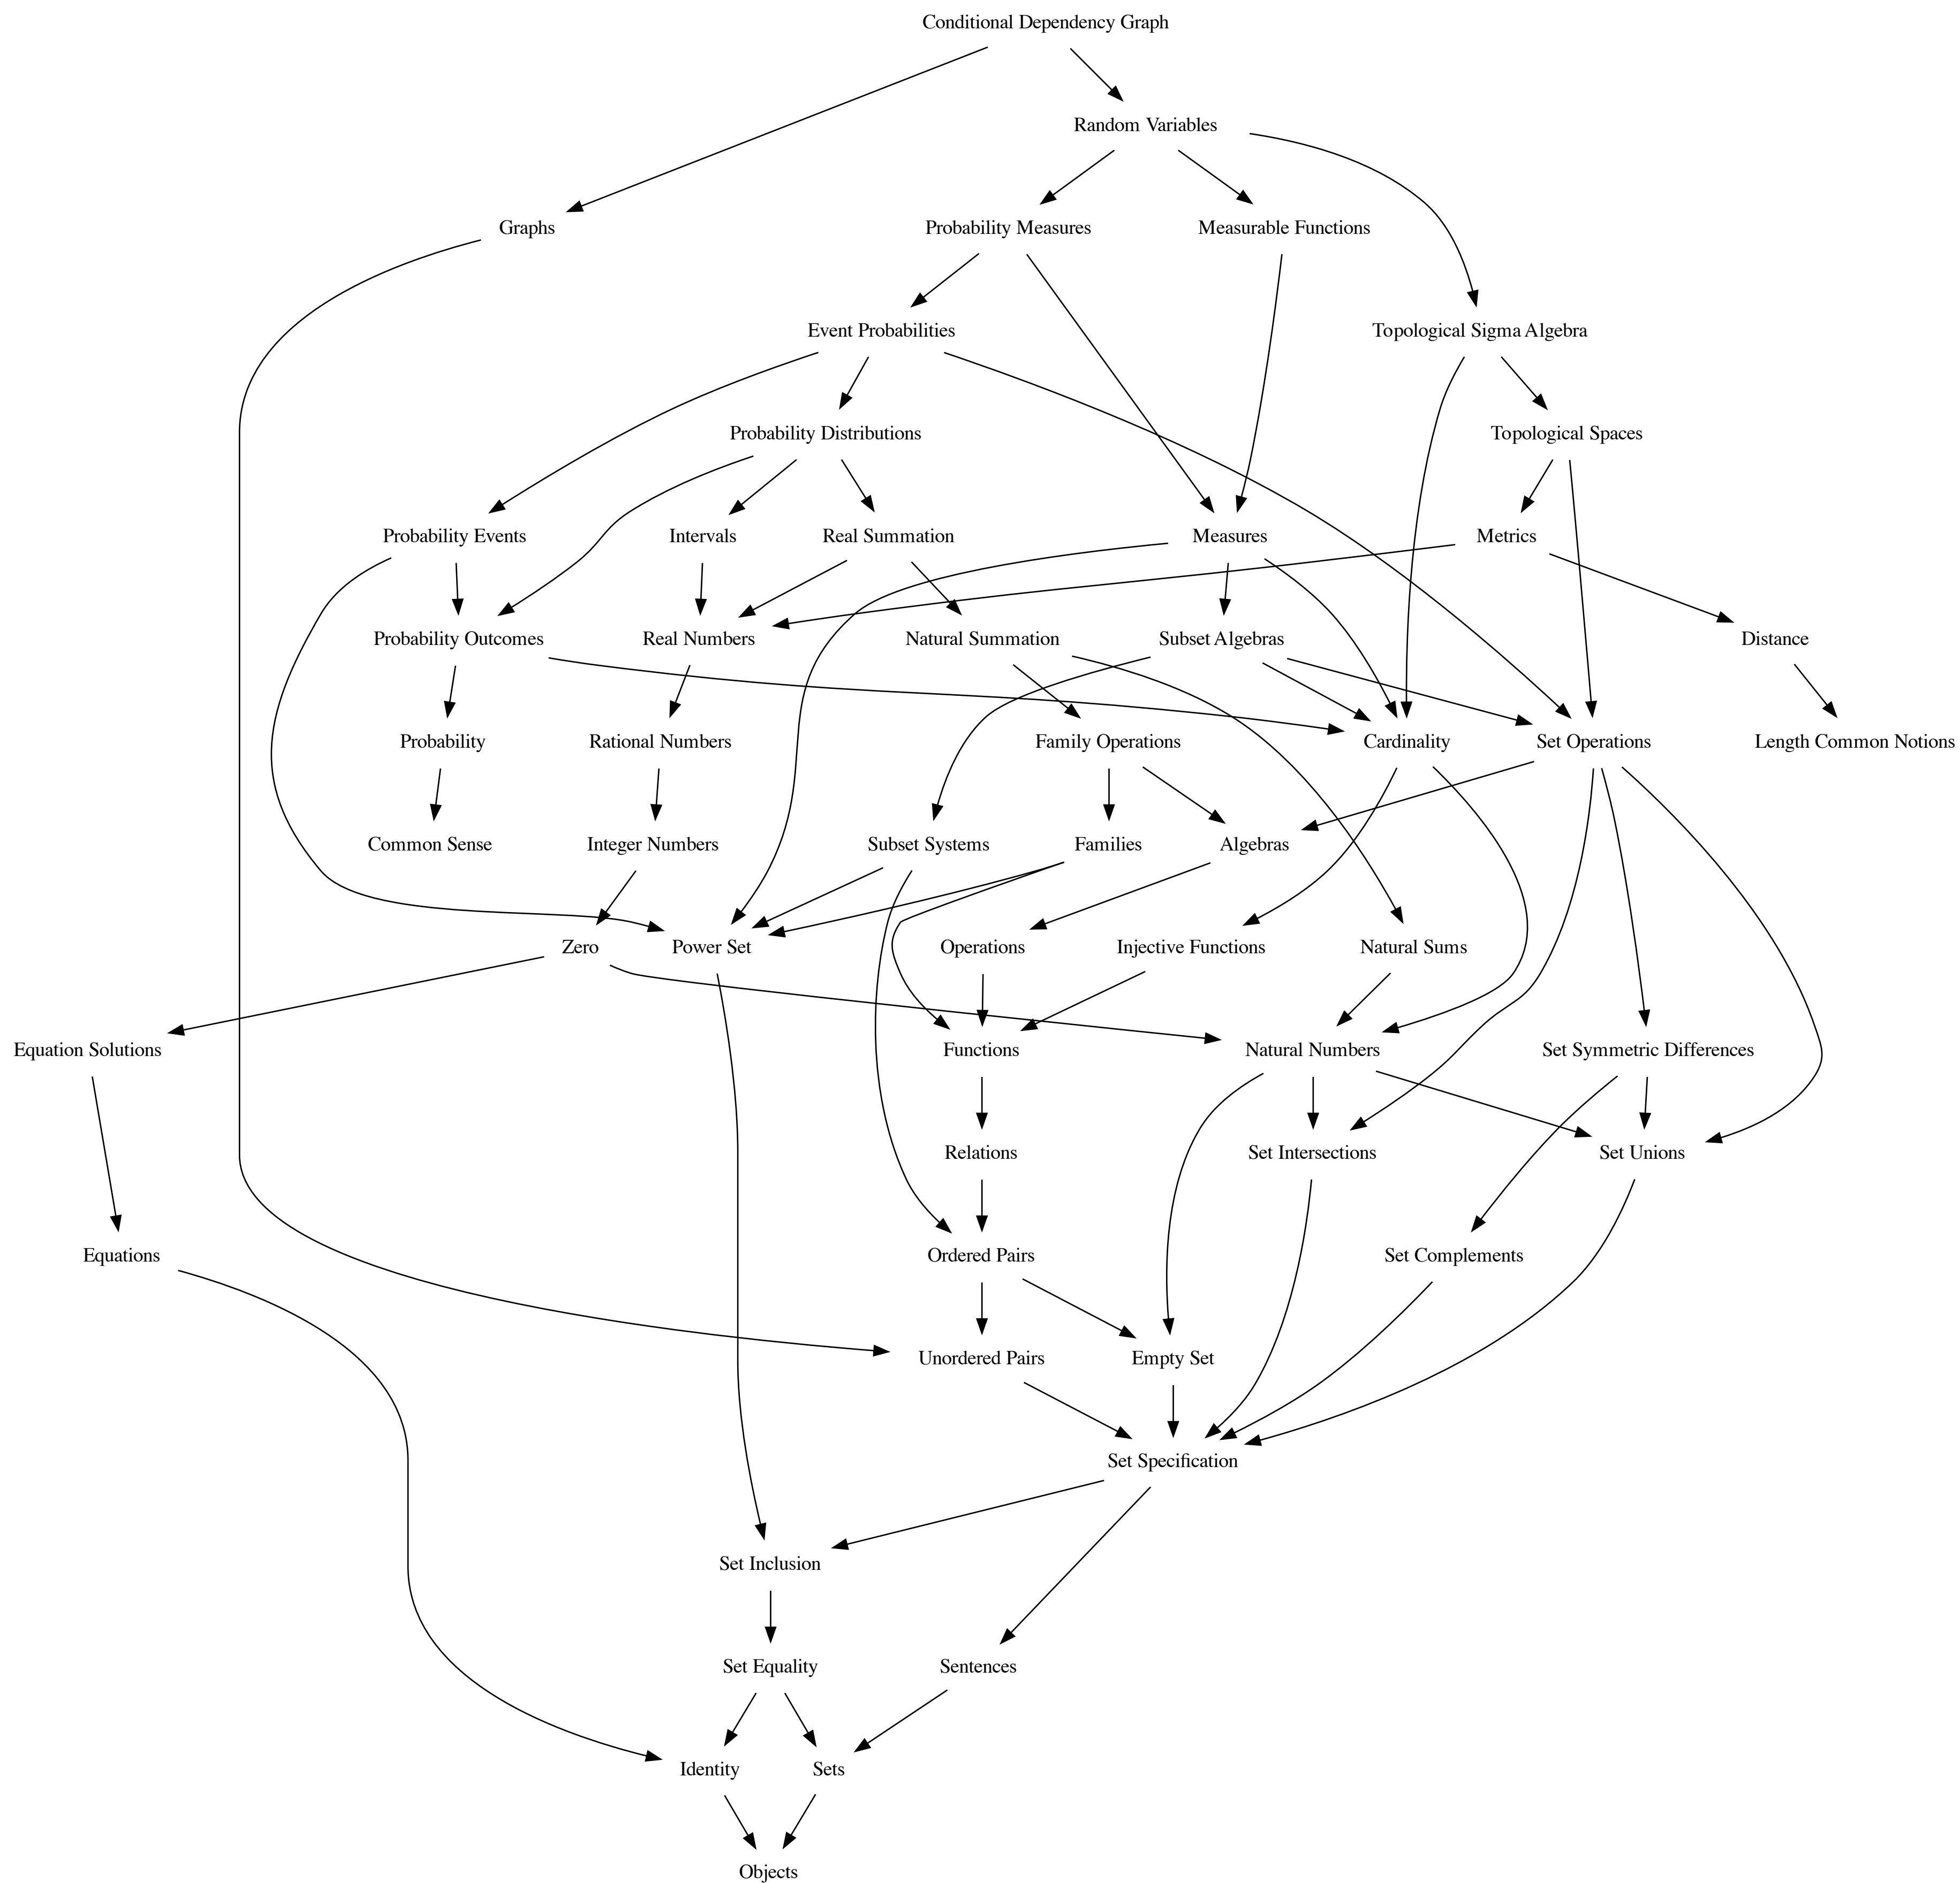 Conditional Dependency Graph
Random Variables
Graphs
Probability Measures
Measurable Functions
Event Probabilities
Topological Sigma Algebra
Probability Distributions
Topological Spaces
Probability Events
Intervals
Real Summation
Measures
Metrics
Probability Outcomes
Real Numbers
Natural Summation
Subset Algebras
Distance
Probability
Rational Numbers
Family Operations
Cardinality
Set Operations
Length Common Notions
Common Sense
Integer Numbers
Subset Systems
Families
Algebras
Zero
Power Set
Operations
Injective Functions
Natural Sums
Equation Solutions
Functions
Natural Numbers
Set Symmetric Differences
Relations
Set Intersections
Set Unions
Equations
Ordered Pairs
Set Complements
Unordered Pairs
Empty Set
Set Specification
Set Inclusion
Set Equality
Sentences
Identity
Sets
Objects